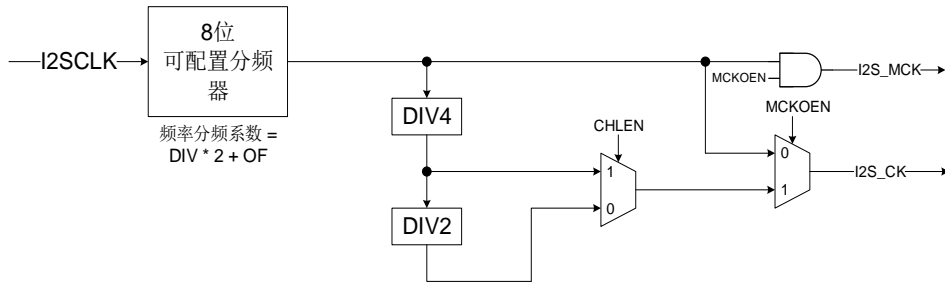 I2SCLK
8位
可配置分频
器
频率分频系数 =
DIV * 2 + OF
DIV4
DIV2
CHLEN
1
0
MCKOEN
I2S_MCK
MCKOEN
0
1
I2S_CK